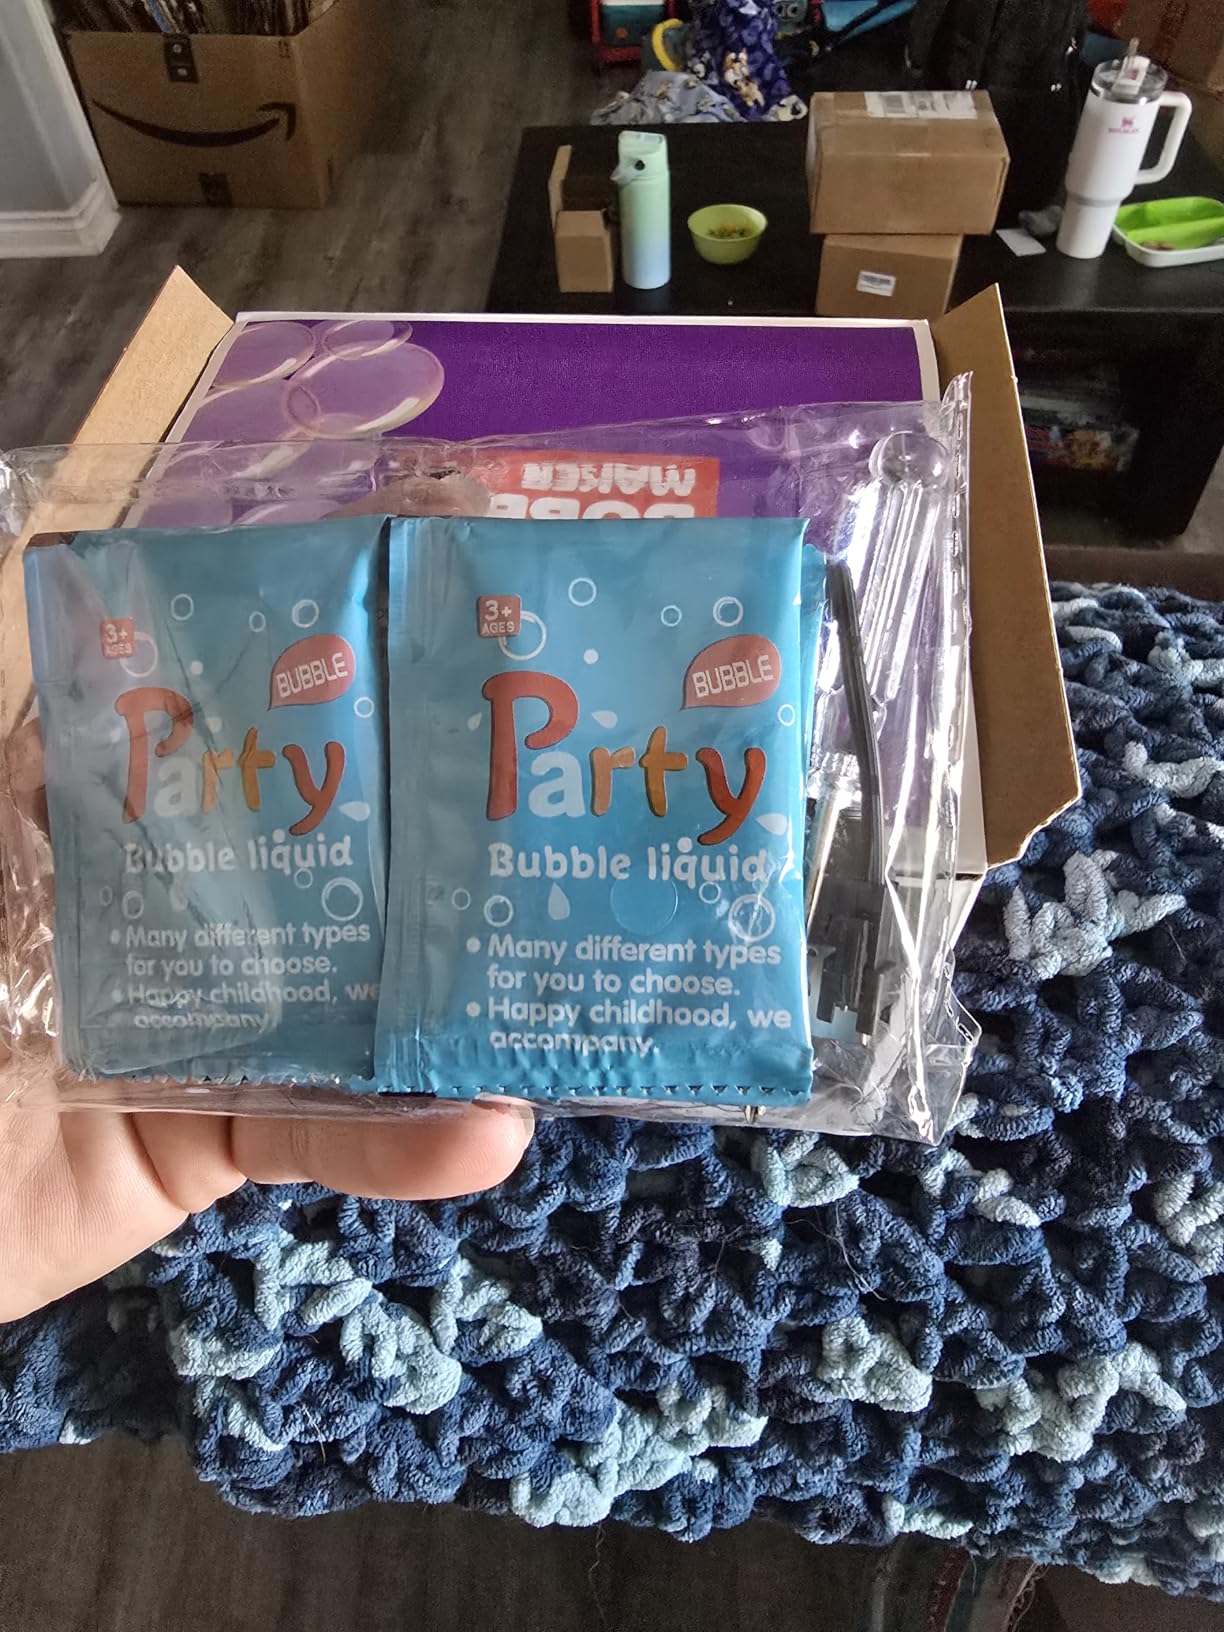 STANLEY
MAKER
3+
AGES
BUBBLE
Party
Bubble liquid
• Many different types
for you to choose.
• Happy childhood, we
accompany.
3+
AGES
BUBBLE
Party
Bubble liquid
• Many different types
for you to choose.
• Happy childhood, we
accompany.